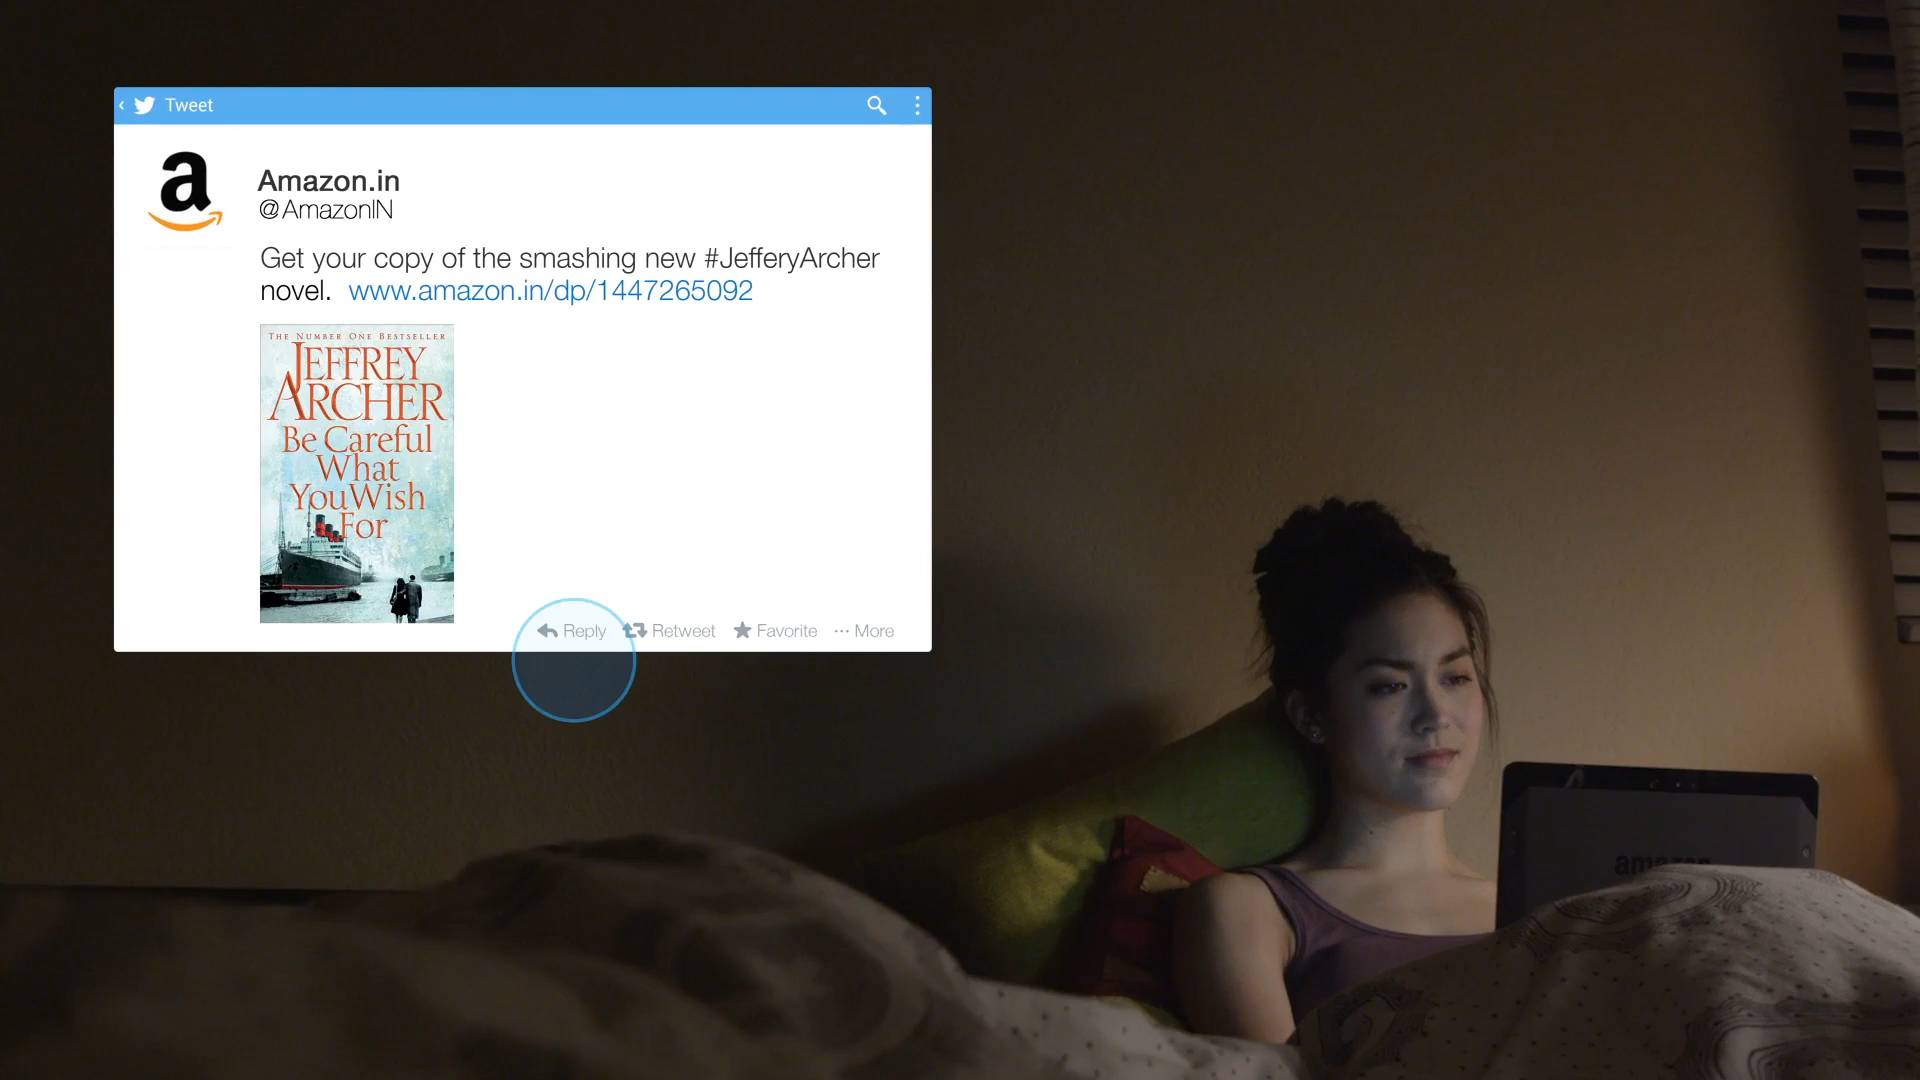 Tweet
Amazon.in
@AmazonIN
Get your copy of the smashing new #JefferyArcher
novel. www.amazon.in/dp/1447265092
THE NUMBER ONE BESTSELLER
JEFFREY
ARCHER
Be Careful
What
You Wish
For
Reply Retweet Favorite ··· More
amazon